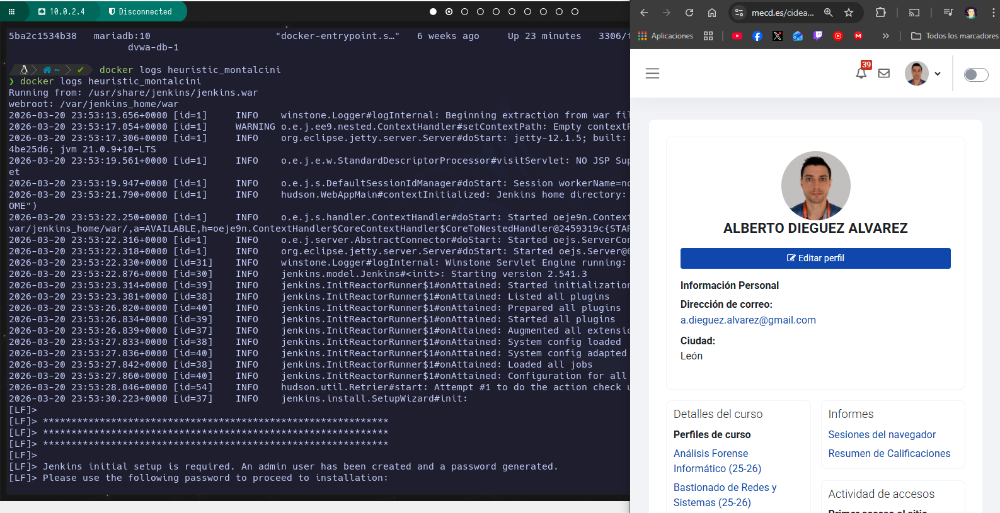 10.0.2.4 Disconnected
5ba2c1534b38 mariadb:10 "docker-entrypoint.s…" 6 weeks ago Up 23 minutes 3306/t
dvwa-db-1
~ ✔ docker logs heuristic_montalcini
❯ docker logs heuristic_montalcini
Running from: /usr/share/jenkins/jenkins.war
webroot: /var/jenkins_home/war
2026-03-20 23:53:13.656+0000 [id=1] INFO winstone.Logger#logInternal: Beginning extraction from war fil
2026-03-20 23:53:17.054+0000 [id=1] WARNING o.e.j.ee9.nested.ContextHandler#setContextPath: Empty contextP
2026-03-20 23:53:17.306+0000 [id=1] INFO org.eclipse.jetty.server.Server#doStart: jetty-12.1.5; built:
4be25d6; jvm 21.0.9+10-LTS
2026-03-20 23:53:19.561+0000 [id=1] INFO o.e.j.e.w.StandardDescriptorProcessor#visitServlet: NO JSP Sup
et
2026-03-20 23:53:19.947+0000 [id=1] INFO o.e.j.s.DefaultSessionIdManager#doStart: Session workerName=no
2026-03-20 23:53:21.790+0000 [id=1] INFO hudson.WebAppMain#contextInitialized: Jenkins home directory:
OME")
2026-03-20 23:53:22.250+0000 [id=1] INFO o.e.j.s.handler.ContextHandler#doStart: Started oeje9n.Context
var/jenkins_home/war/,a=AVAILABLE,h=oeje9n.ContextHandler$CoreContextHandler$CoreToNestedHandler@2459319c{STAR
2026-03-20 23:53:22.316+0000 [id=1] INFO o.e.j.server.AbstractConnector#doStart: Started oejs.ServerCon
2026-03-20 23:53:22.318+0000 [id=1] INFO org.eclipse.jetty.server.Server#doStart: Started oejs.Server@6
2026-03-20 23:53:22.330+0000 [id=31] INFO winstone.Logger#logInternal: Winstone Servlet Engine running:
2026-03-20 23:53:22.876+0000 [id=30] INFO jenkins.model.Jenkins#<init>: Starting version 2.541.3
2026-03-20 23:53:23.314+0000 [id=39] INFO jenkins.InitReactorRunner$1#onAttained: Started initialization
2026-03-20 23:53:23.381+0000 [id=38] INFO jenkins.InitReactorRunner$1#onAttained: Listed all plugins
2026-03-20 23:53:26.820+0000 [id=40] INFO jenkins.InitReactorRunner$1#onAttained: Prepared all plugins
2026-03-20 23:53:26.834+0000 [id=39] INFO jenkins.InitReactorRunner$1#onAttained: Started all plugins
2026-03-20 23:53:26.839+0000 [id=37] INFO jenkins.InitReactorRunner$1#onAttained: Augmented all extensio
2026-03-20 23:53:27.833+0000 [id=38] INFO jenkins.InitReactorRunner$1#onAttained: System config loaded
2026-03-20 23:53:27.836+0000 [id=40] INFO jenkins.InitReactorRunner$1#onAttained: System config adapted
2026-03-20 23:53:27.842+0000 [id=38] INFO jenkins.InitReactorRunner$1#onAttained: Loaded all jobs
2026-03-20 23:53:27.860+0000 [id=40] INFO jenkins.InitReactorRunner$1#onAttained: Configuration for all
2026-03-20 23:53:28.046+0000 [id=54] INFO hudson.util.Retrier#start: Attempt #1 to do the action check u
2026-03-20 23:53:30.223+0000 [id=37] INFO jenkins.install.SetupWizard#init:
[LF]>
[LF]> *************************************************************
[LF]> *************************************************************
[LF]> *************************************************************
[LF]>
[LF]> Jenkins initial setup is required. An admin user has been created and a password generated.
[LF]> Please use the following password to proceed to installation:
mecd.es/cidea...
Aplicaciones
Todos los marcadores
39
ALBERTO DIEGUEZ ALVAREZ
Editar perfil
Información Personal
Dirección de correo:
a.dieguez.alvarez@gmail.com
Ciudad:
León
Detalles del curso
Perfiles de curso
Análisis Forense
Informático (25-26)
Bastionado de Redes y
Sistemas (25-26)
Informes
Sesiones del navegador
Resumen de Calificaciones
Actividad de accesos
Primer acceso al sitio